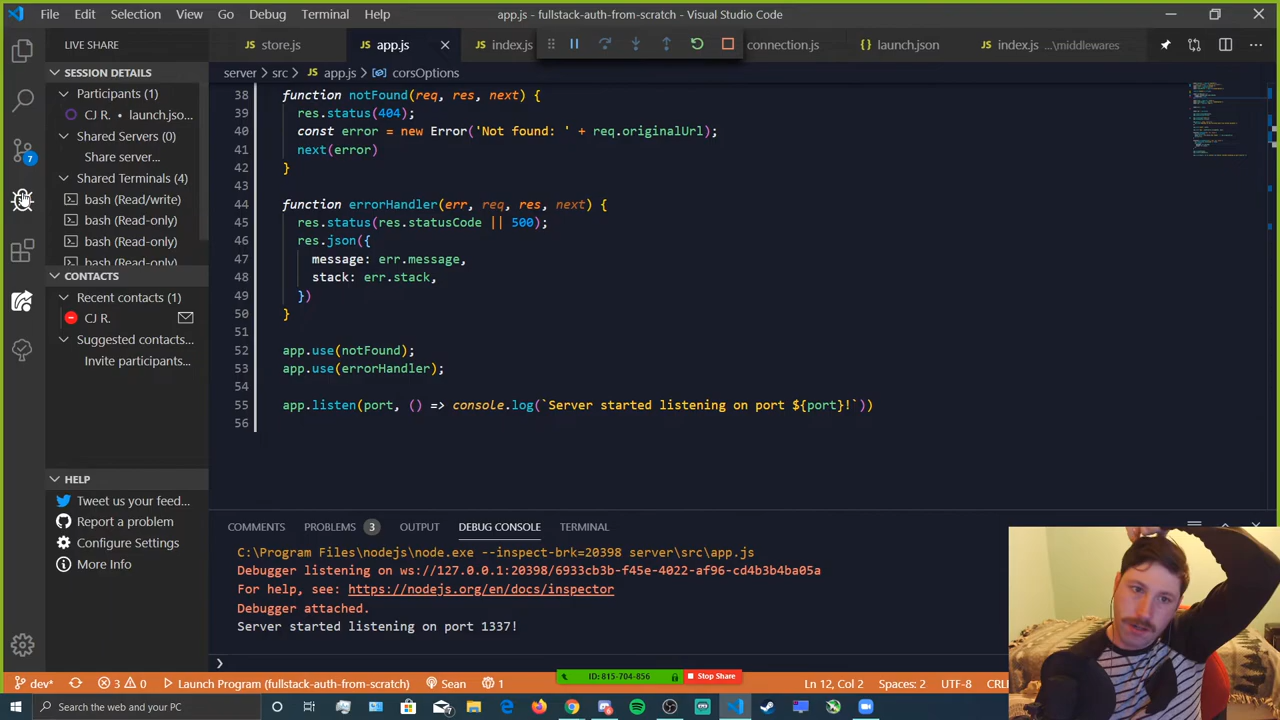 File Edit Selection View Go Debug Terminal Help
app.js - fullstack-auth-from-scratch - Visual Studio Code
LIVE SHARE
store.js
app.js
index.js
connection.js
launch.json
index.js ...\middlewares
server > src > app.js > corsOptions
SESSION DETAILS
Participants (1)
CJ R. • launch.jso...
Shared Servers (0)
Share server...
Shared Terminals (4)
bash (Read/write)
bash (Read-only)
bash (Read-only)
bash (Read-only)
7
CONTACTS
Recent contacts (1)
CJ R.
Suggested contacts...
Invite participants...
HELP
Tweet us your feed...
Report a problem
Configure Settings
More Info
38 function notFound(req, res, next) {
39 res.status(404);
40 const error = new Error('Not found: ' + req.originalUrl);
41 next(error)
42 }
43
44 function errorHandler(err, req, res, next) {
45 res.status(res.statusCode || 500);
46 res.json({
47 message: err.message,
48 stack: err.stack,
49 })
50 }
51
52 app.use(notFound);
53 app.use(errorHandler);
54
55 app.listen(port, () => console.log(`Server started listening on port ${port}!`))
56
COMMENTS PROBLEMS 3 OUTPUT DEBUG CONSOLE TERMINAL
C:\Program Files\nodejs\node.exe --inspect-brk=20398 server\src\app.js
Debugger listening on ws://127.0.0.1:20398/6933cb3b-f45e-4022-af96-cd4b3b4ba05a
For help, see: https://nodejs.org/en/docs/inspector
Debugger attached.
Server started listening on port 1337!
ID: 815-704-856 Stop Share
dev* 3 0 Launch Program (fullstack-auth-from-scratch) Sean 1 Ln 12, Col 2 Spaces: 2 UTF-8 CRL
Search the web and Windows